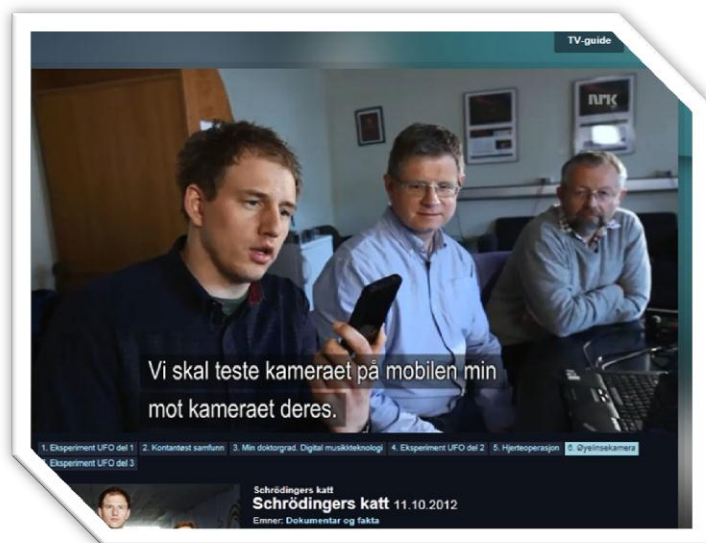 TV-guide
nrk
Vi skal teste kameraet på mobilen min
mot kameraet deres.
1. Eksperiment UFO del 1 2. Kontantøst samfunn 3. Min doktorgrad. Digital musikkteknologi 4. Eksperiment UFO del 2 5. Hjerteoperasjon 6. Øyelinsekamera
Eksperiment UFO del 3
Schrödingers katt
Schrödingers katt 11.10.2012
Emner: Dokumentar og fakta